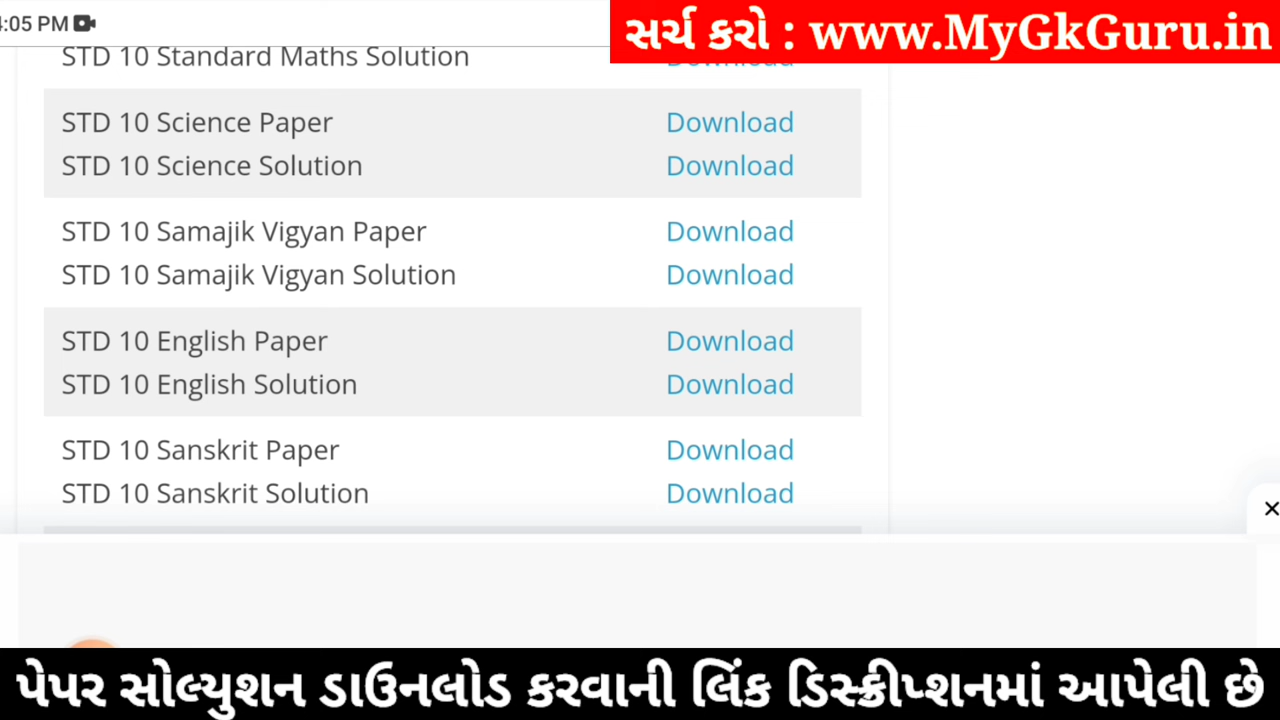 4:05 PM
સર્ચ કરો : www.MyGkGuru.in
STD 10 Standard Maths Solution Download
STD 10 Science Paper Download
STD 10 Science Solution Download
STD 10 Samajik Vigyan Paper Download
STD 10 Samajik Vigyan Solution Download
STD 10 English Paper Download
STD 10 English Solution Download
STD 10 Sanskrit Paper Download
STD 10 Sanskrit Solution Download
પેપર સોલ્યુશન ડાઉનલોડ કરવાની લિંક ડિસ્ક્રીપ્શનમાં આપેલી છે